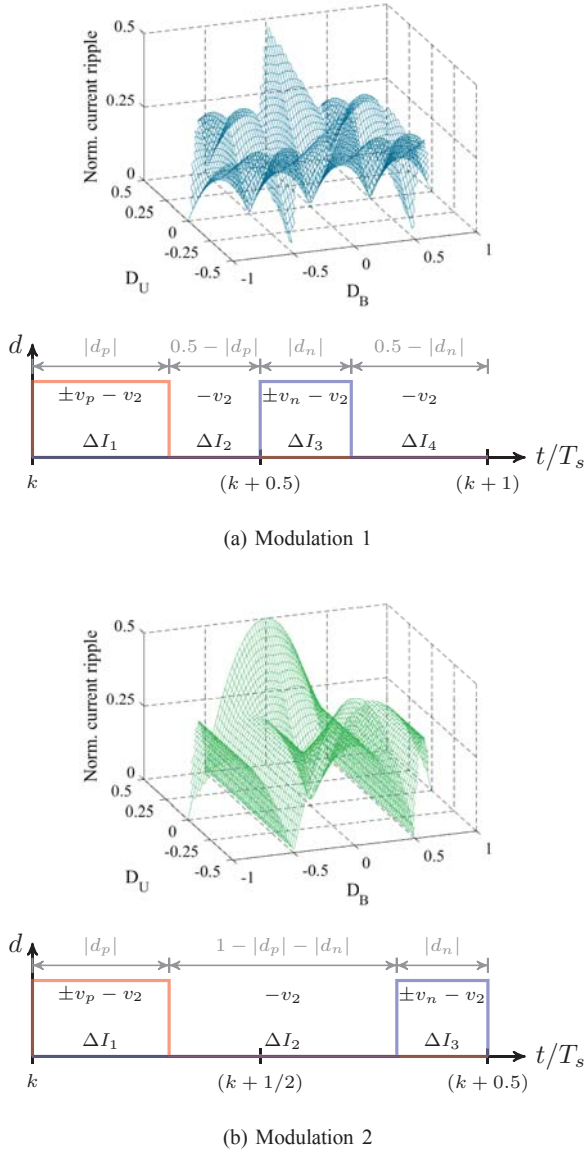 0.5
0.25
0
0.5
0.25
0
-0.25
-0.5
-1
-0.5
0
0.5
1
Norm. current ripple
D_U
D_B
d
|d_p| 0.5 − |d_p| |d_n| 0.5 − |d_n|
±v_p − v_2 −v_2 ±v_n − v_2 −v_2
ΔI_1 ΔI_2 ΔI_3 ΔI_4
t/T_s
k (k + 0.5) (k + 1)
(a) Modulation 1
0.5
0.25
0
0.5
0.25
0
-0.25
-0.5
-1
-0.5
0
0.5
1
Norm. current ripple
D_U
D_B
d
|d_p| 1 − |d_p| − |d_n| |d_n|
±v_p − v_2 −v_2 ±v_n − v_2
ΔI_1 ΔI_2 ΔI_3
t/T_s
k (k + 1/2) (k + 0.5)
(b) Modulation 2